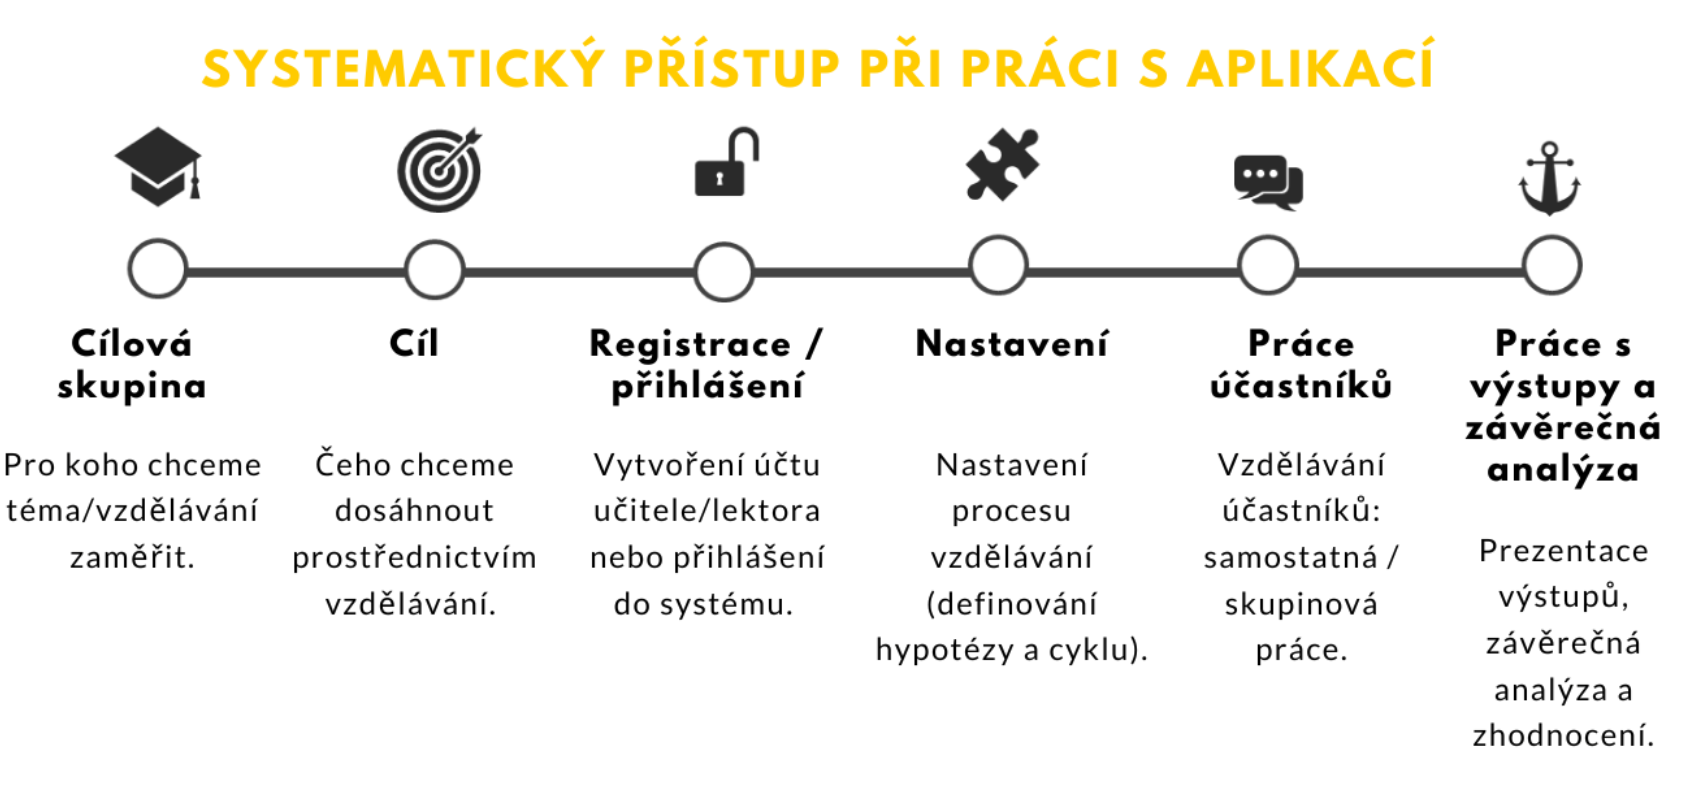 SYSTEMATICKÝ PŘÍSTUP PŘI PRÁCI S APLIKACÍ
Cílová
skupina
Pro koho chceme
téma/vzdělávání
zaměřit.
Cíl
Čeho chceme
dosáhnout
prostřednictvím
vzdělávání.
Registrace /
přihlášení
Vytvoření účtu
učitele/lektora
nebo přihlášení
do systému.
Nastavení
Nastavení
procesu
vzdělávání
(definování
hypotézy a cyklu).
Práce
účastníků
Vzdělávání
účastníků:
samostatná /
skupinová
práce.
Práce s
výstupy a
závěrečná
analýza
Prezentace
výstupů,
závěrečná
analýza a
zhodnocení.